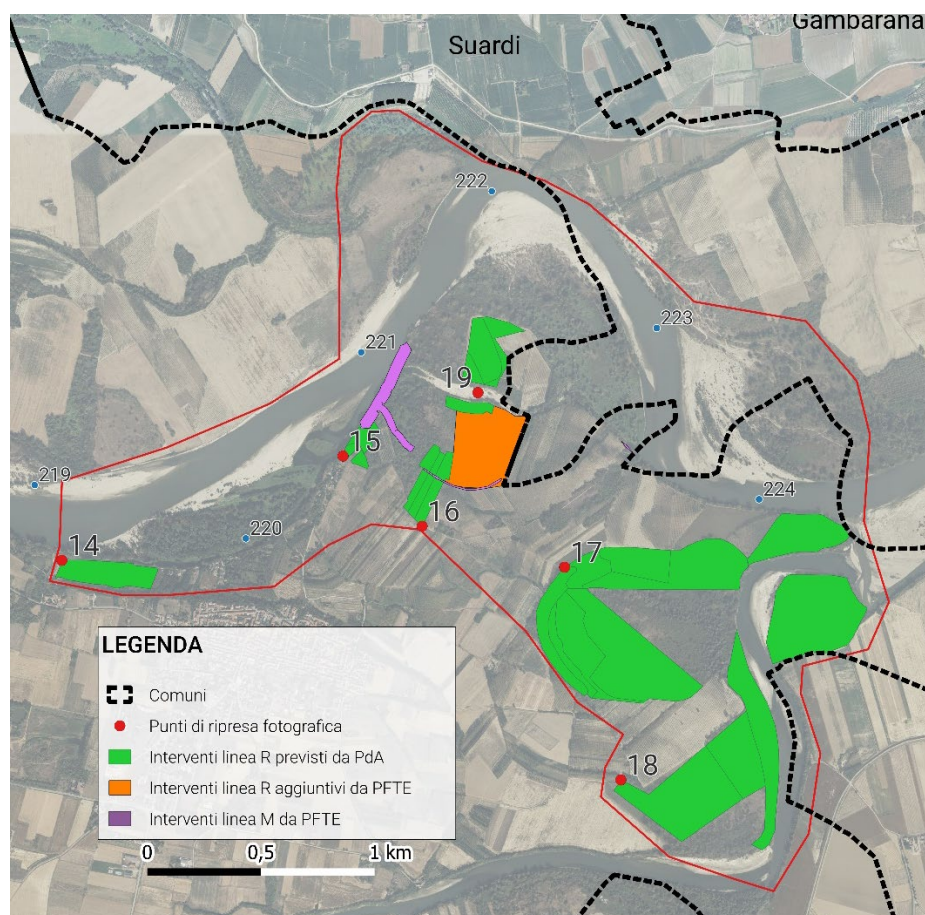 Gambarana
Suardi
222
223
221
19
15
219
224
16
220
14
17
LEGENDA
Comuni
Punti di ripresa fotografica
Interventi linea R previsti da PdA
Interventi linea R aggiuntivi da PFTE
Interventi linea M da PFTE
18
0 0,5 1 km